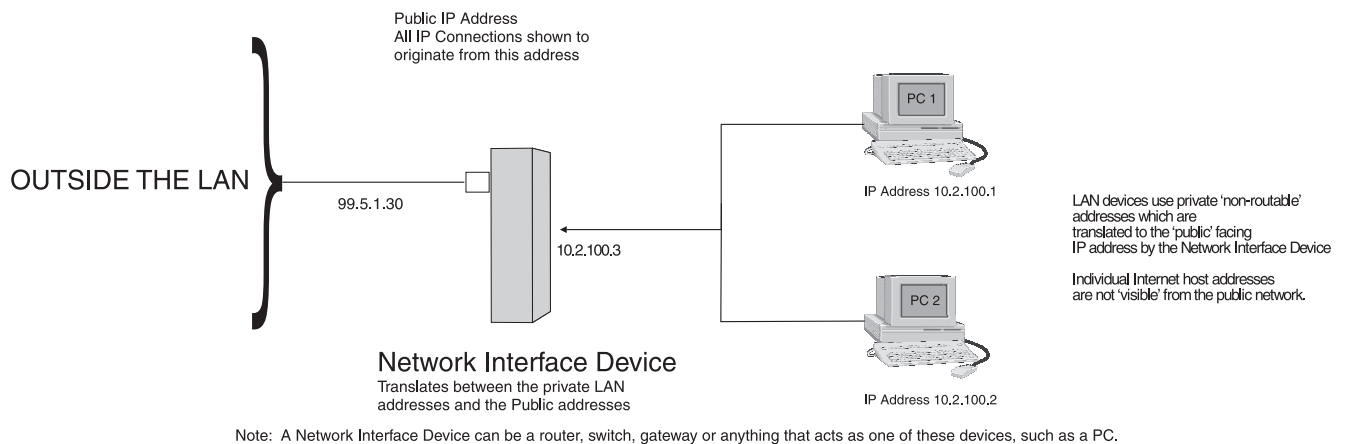 Public IP Address
All IP Connections shown to
originate from this address
OUTSIDE THE LAN
99.5.1.30
10.2.100.3
PC 1
IP Address 10.2.100.1
PC 2
IP Address 10.2.100.2
LAN devices use private 'non-routable'
addresses which are
translated to the 'public' facing
IP address by the Network Interface Device
Individual Internet host addresses
are not 'visible' from the public network.
Network Interface Device
Translates between the private LAN
addresses and the Public addresses
Note: A Network Interface Device can be a router, switch, gateway or anything that acts as one of these devices, such as a PC.